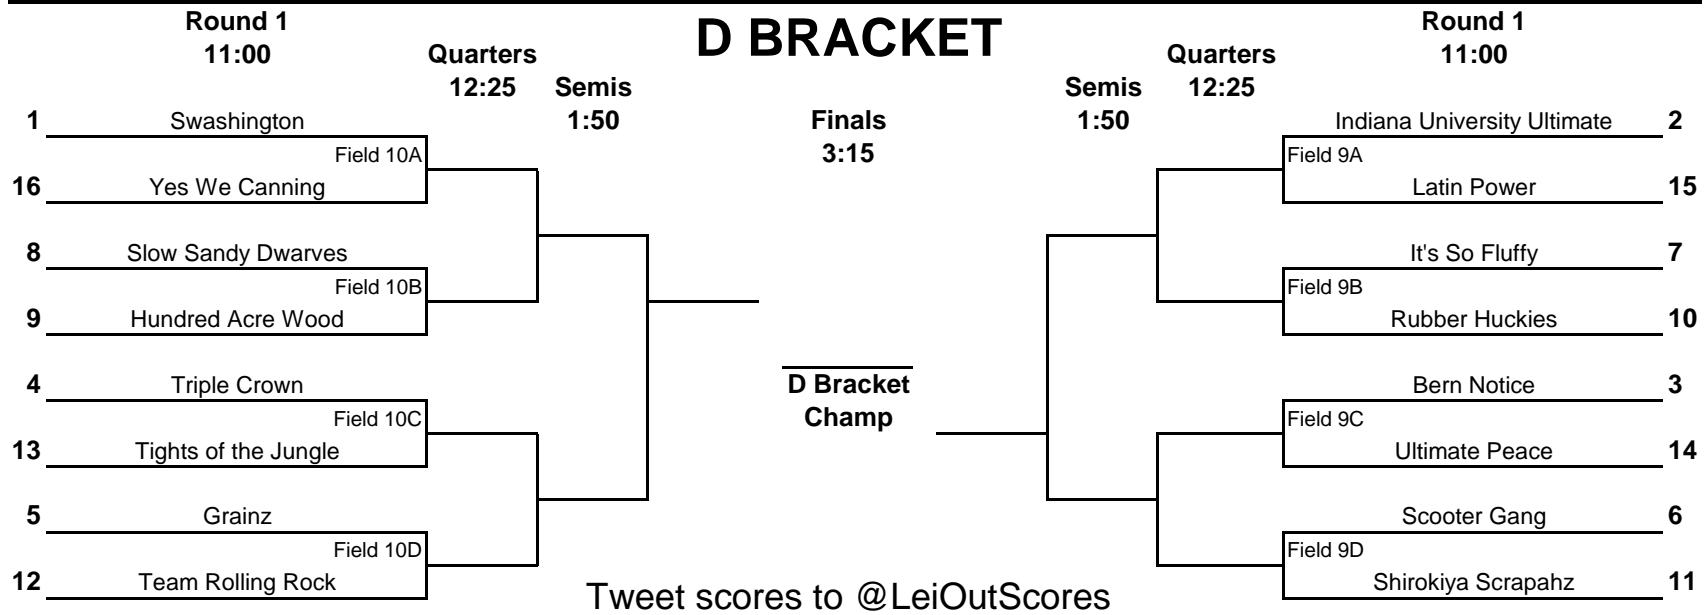 D BRACKET
Round 1
11:00
Quarters
12:25
Semis
1:50
Finals
3:15
Semis
1:50
Quarters
12:25
Round 1
11:00
1 Swashington
Field 10A
16 Yes We Canning
8 Slow Sandy Dwarves
Field 10B
9 Hundred Acre Wood
4 Triple Crown
Field 10C
13 Tights of the Jungle
5 Grainz
Field 10D
12 Team Rolling Rock
D Bracket
Champ
Indiana University Ultimate 2
Field 9A
Latin Power 15
It's So Fluffy 7
Field 9B
Rubber Huckies 10
Bern Notice 3
Field 9C
Ultimate Peace 14
Scooter Gang 6
Field 9D
Shirokiya Scrapahz 11
Tweet scores to @LeiOutScores